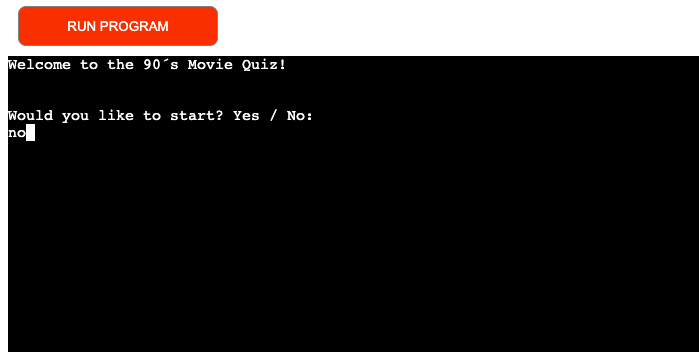 RUN PROGRAM
Welcome to the 90´s Movie Quiz!
Would you like to start? Yes / No:
no